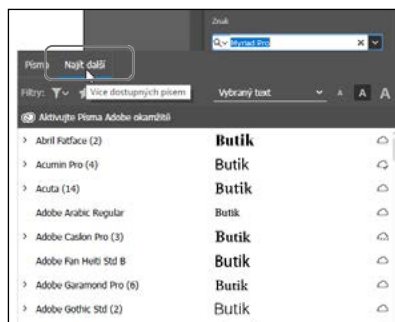 Znak
Myriad Pro
Písma Najít další
Filtry: Více dostupných písem Vybraný text A A A
Aktivujte Písma Adobe okamžitě
Abril Fatface (2) Butik
Acumin Pro (4) Butik
Acuta (14) Butik
Adobe Arabic Regular Butik
Adobe Caslon Pro (3) Butik
Adobe Fan Heiti Std B Butik
Adobe Garamond Pro (6) Butik
Adobe Gothic Std (2) Butik